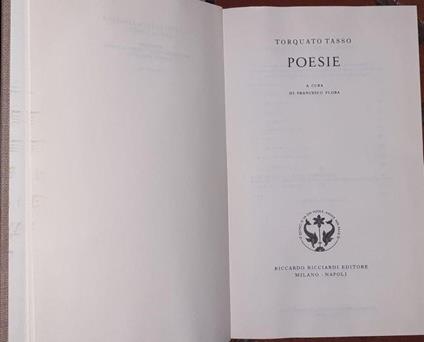 TORQUATO TASSO
POESIE
A CURA
DI FRANCESCO FLORA
RICCARDO RICCIARDI EDITORE
MILANO · NAPOLI